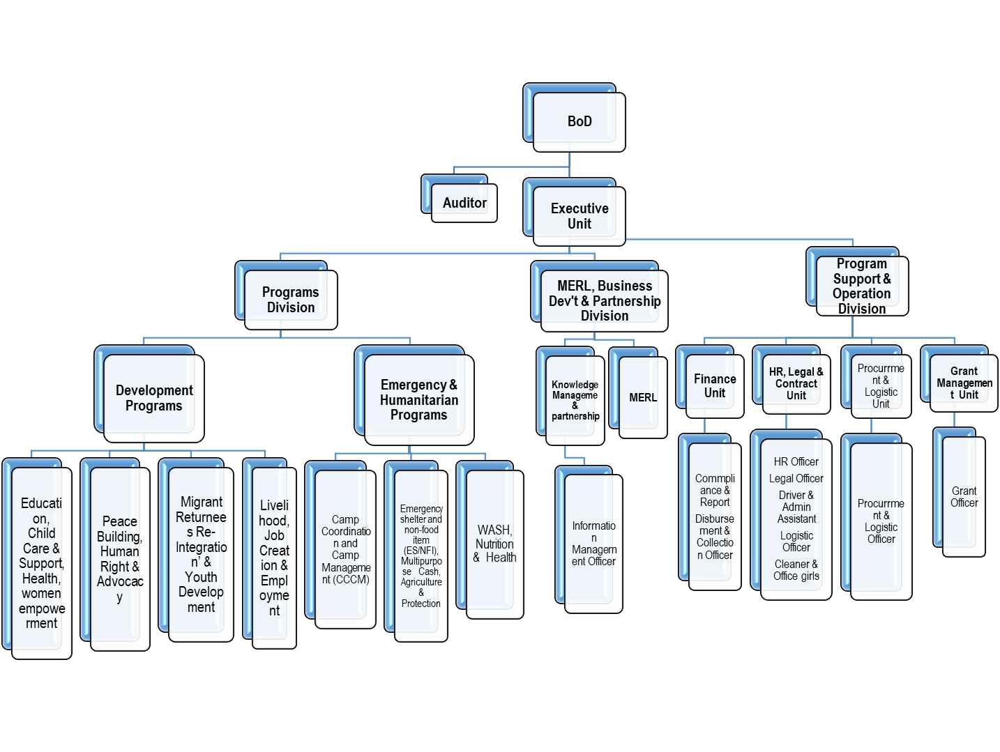 BoD
Auditor
Executive
Unit
Programs
Division
MERL, Business
Dev't & Partnership
Division
Program
Support &
Operation
Division
Development
Programs
Emergency &
Humanitarian
Programs
Knowledge
Manageme
&
partnership
MERL
Finance
Unit
HR, Legal &
Contract
Unit
Procurrme
nt &
Logistic
Unit
Grant
Managemen
t Unit
Educati
on,
Child
Care &
Support,
Health,
women
empowe
rment
Peace
Building,
Human
Right &
Advocac
y
Migrant
Returnee
s Re-
Integratio
n’ &
Youth
Develop
ment
Liveli
hood,
Job
Creat
ion &
Empl
oyme
nt
Camp
Coordinatio
n and
Camp
Manageme
nt (CCCM)
Emergency
shelter and
non-food
item
(ES/NFI),
Multipurpo
se Cash,
Agriculture
&
Protection
WASH,
Nutrition
& Health
Informatio
n
Managem
ent Officer
Commpli
ance &
Report
Disburse
ment &
Collectio
n Officer
HR Officer
Legal Officer
Driver &
Admin
Assistant
Logistic
Officer
Cleaner &
Office girls
Procurrme
nt &
Logistic
Officer
Grant
Officer